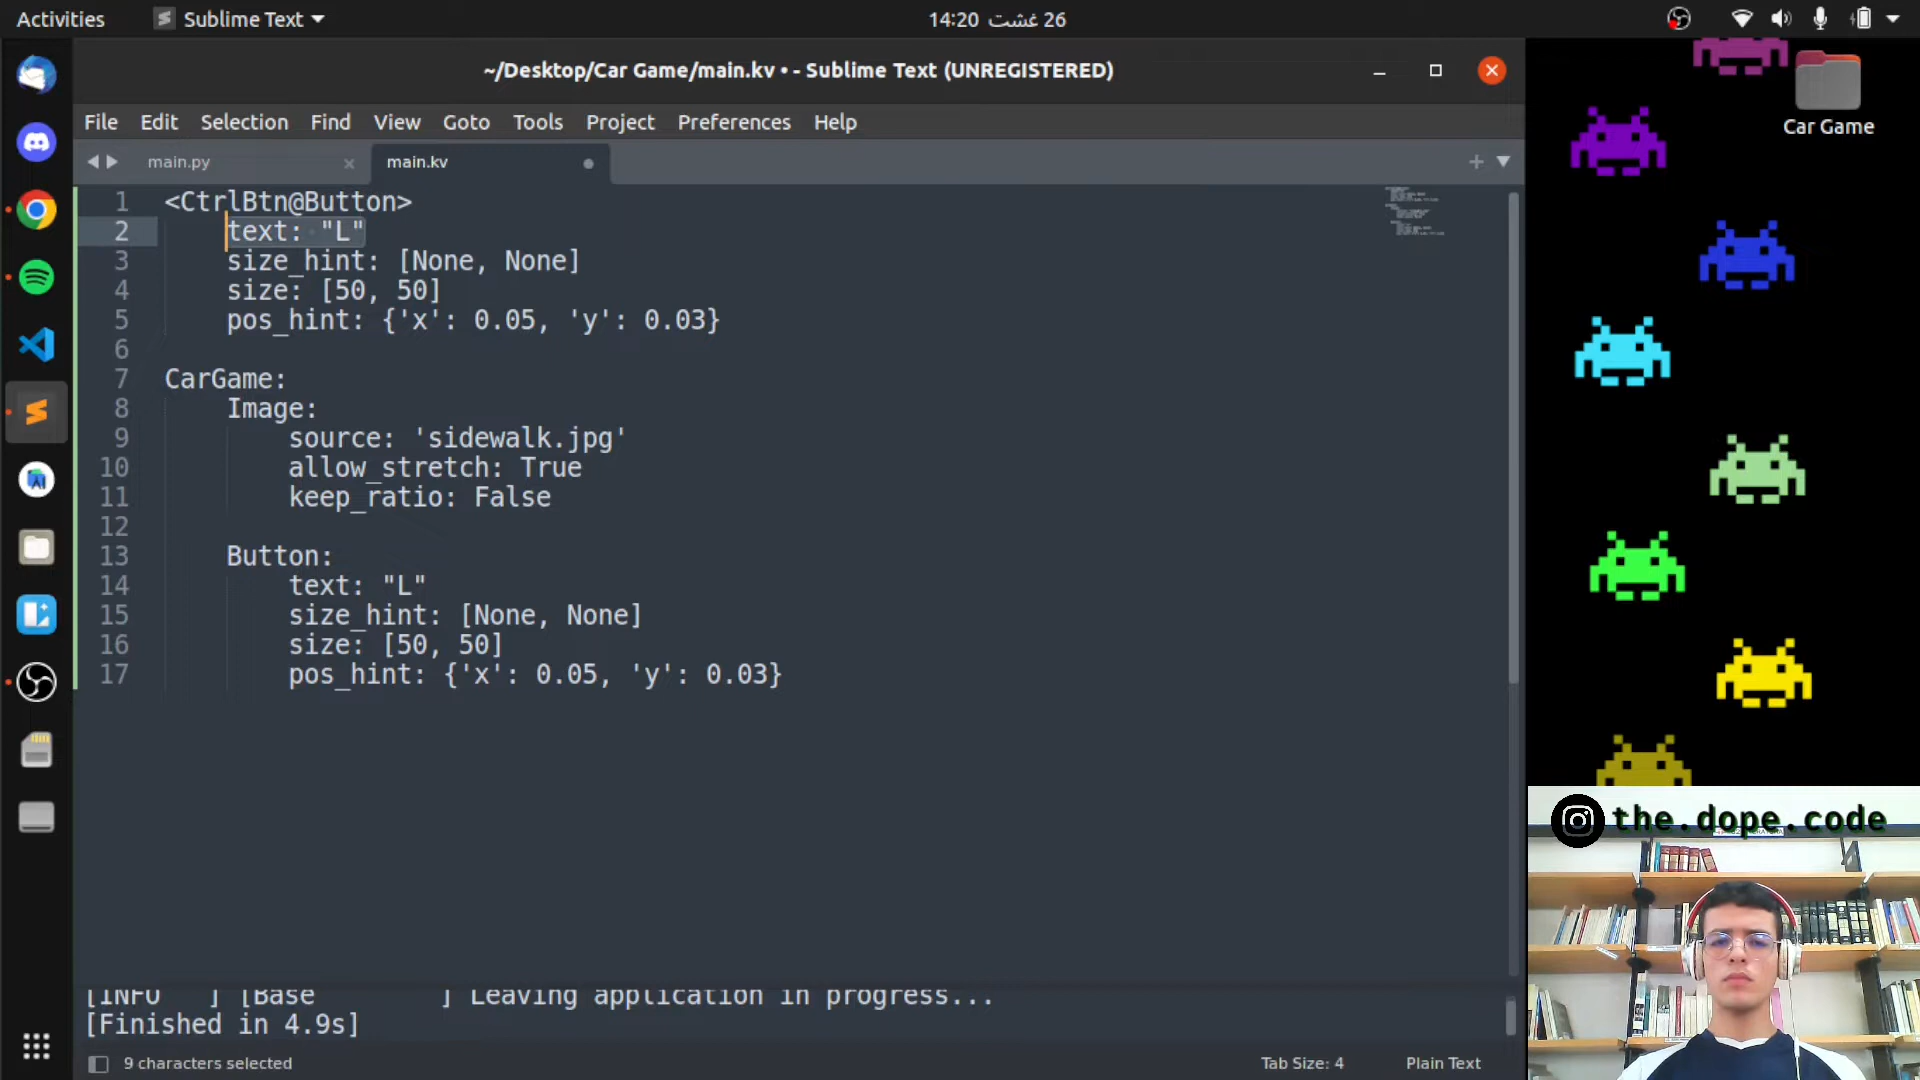 Activities
Sublime Text
26 غشت 14:20
~/Desktop/Car Game/main.kv • - Sublime Text (UNREGISTERED)
Car Game
File Edit Selection Find View Goto Tools Project Preferences Help
main.py
main.kv
1 <CtrlBtn@Button>
2 text: "L"
3 size_hint: [None, None]
4 size: [50, 50]
5 pos_hint: {'x': 0.05, 'y': 0.03}
6
7 CarGame:
8 Image:
9 source: 'sidewalk.jpg'
10 allow_stretch: True
11 keep_ratio: False
12
13 Button:
14 text: "L"
15 size_hint: [None, None]
16 size: [50, 50]
17 pos_hint: {'x': 0.05, 'y': 0.03}
the.dope.code
[INFO ] [Base ] Leaving application in progress...
[Finished in 4.9s]
9 characters selected
Tab Size: 4
Plain Text